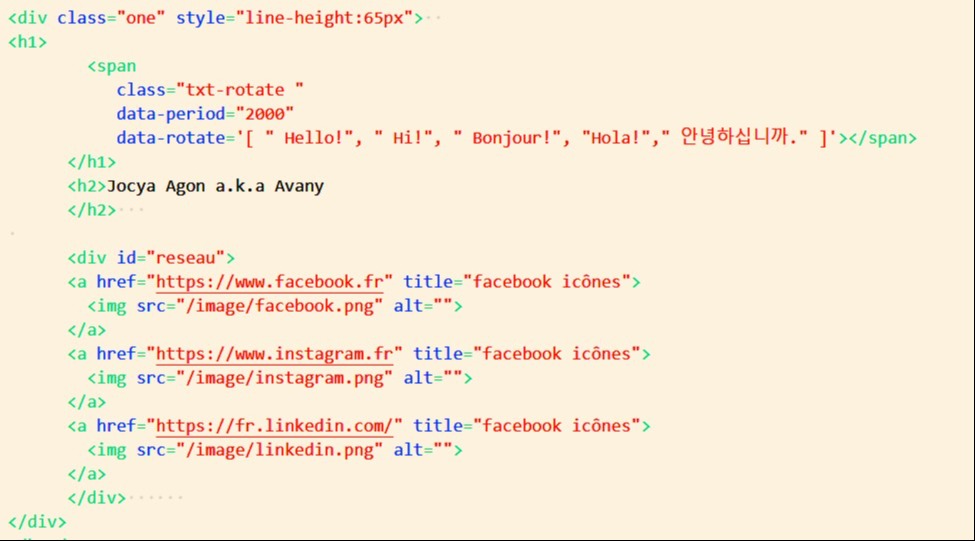 <div class="one" style="line-height:65px">
<h1>
<span
class="txt-rotate "
data-period="2000"
data-rotate='[ " Hello!", " Hi!", " Bonjour!", "Hola!"," 안녕하십니까." ]'></span>
</h1>
<h2>Jocya Agon a.k.a Avany
</h2>
<div id="reseau">
<a href="https://www.facebook.fr" title="facebook icônes">
<img src="/image/facebook.png" alt="">
</a>
<a href="https://www.instagram.fr" title="facebook icônes">
<img src="/image/instagram.png" alt="">
</a>
<a href="https://fr.linkedin.com/" title="facebook icônes">
<img src="/image/linkedin.png" alt="">
</a>
</div>
</div>